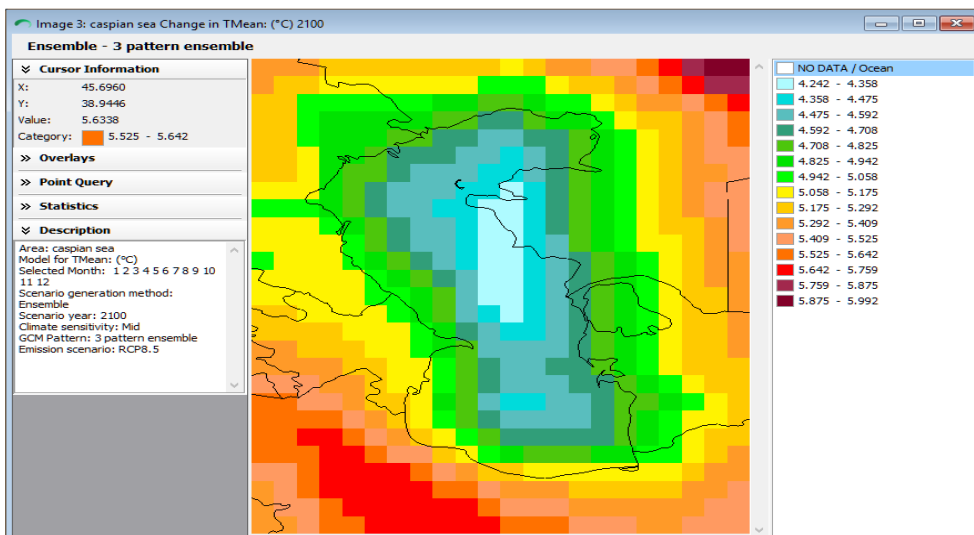 Image 3: caspian sea Change in TMean: (°C) 2100
Ensemble - 3 pattern ensemble
Cursor Information
X: 45.6960
Y: 38.9446
Value: 5.6338
Category: 5.525 - 5.642
Overlays
Point Query
Statistics
Description
Area: caspian sea
Model for TMean: (°C)
Selected Month: 1 2 3 4 5 6 7 8 9 10
11 12
Scenario generation method:
Ensemble
Scenario year: 2100
Climate sensitivity: Mid
GCM Pattern: 3 pattern ensemble
Emission scenario: RCP8.5
NO DATA / Ocean
4.242 - 4.358
4.358 - 4.475
4.475 - 4.592
4.592 - 4.708
4.708 - 4.825
4.825 - 4.942
4.942 - 5.058
5.058 - 5.175
5.175 - 5.292
5.292 - 5.409
5.409 - 5.525
5.525 - 5.642
5.642 - 5.759
5.759 - 5.875
5.875 - 5.992